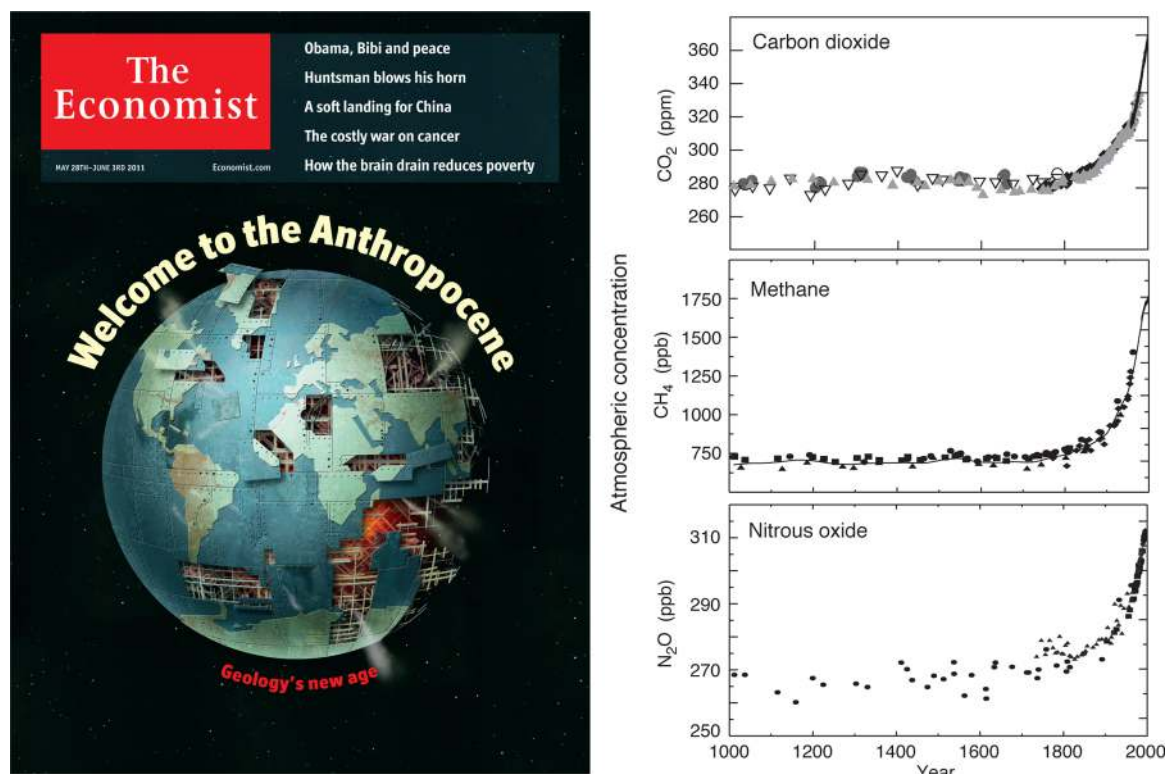 The
Economist
MAY 28TH–JUNE 3RD 2011
Economist.com
Obama, Bibi and peace
Huntsman blows his horn
A soft landing for China
The costly war on cancer
How the brain drain reduces poverty
Welcome to the Anthropocene
Geology's new age
Atmospheric concentration
Carbon dioxide
CO₂ (ppm)
360
340
320
300
280
260
Methane
CH₄ (ppb)
1750
1500
1250
1000
750
Nitrous oxide
N₂O (ppb)
310
290
270
250
1000
1200
1400
1600
1800
2000
Year